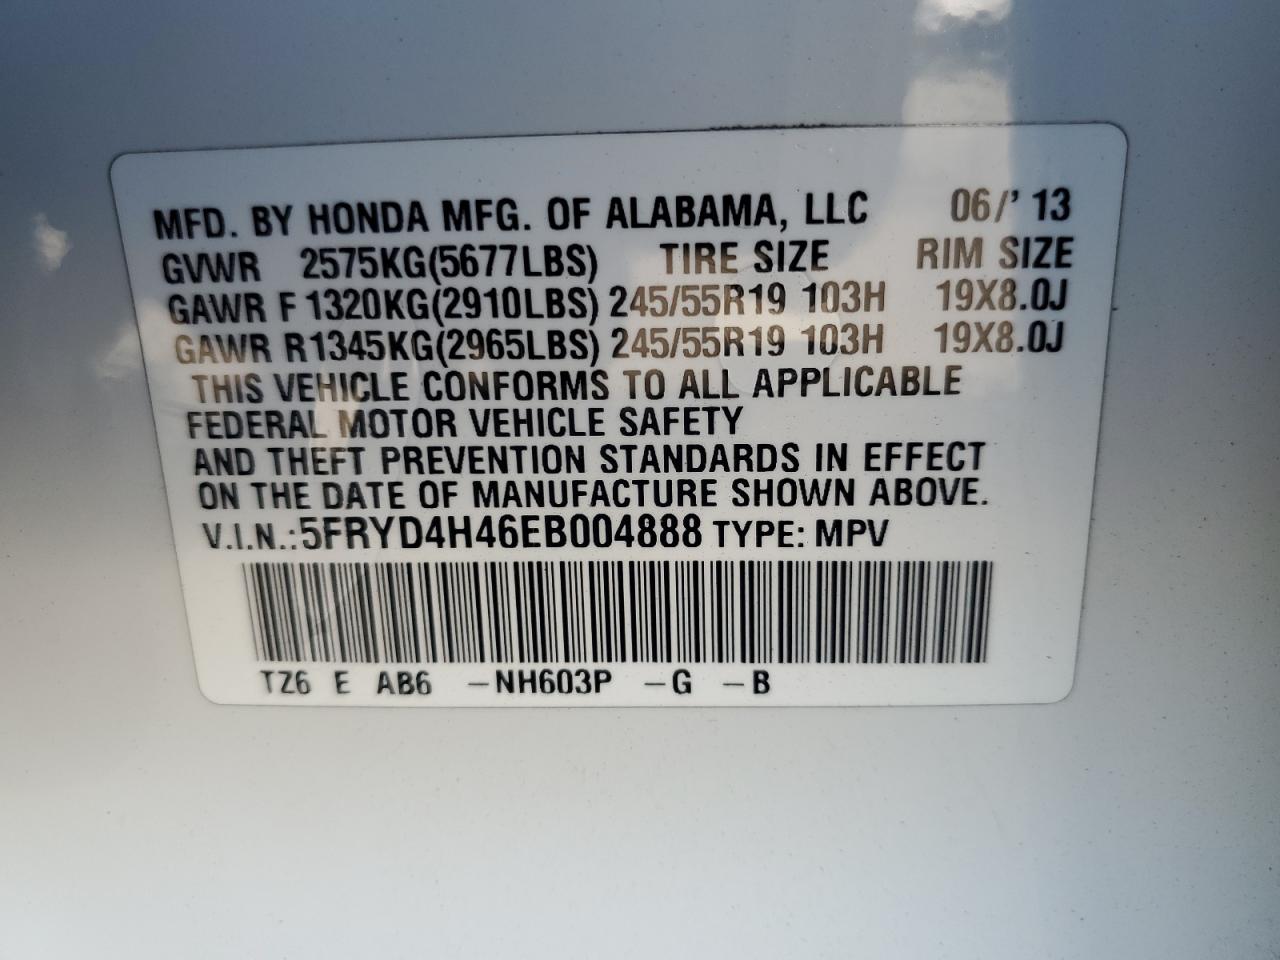 MFD. BY HONDA MFG. OF ALABAMA, LLC 06/' 13
GVWR 2575KG(5677LBS) TIRE SIZE RIM SIZE
GAWR F 1320KG(2910LBS) 245/55R19 103H 19X8.0J
GAWR R1345KG(2965LBS) 245/55R19 103H 19X8.0J
THIS VEHICLE CONFORMS TO ALL APPLICABLE
FEDERAL MOTOR VEHICLE SAFETY
AND THEFT PREVENTION STANDARDS IN EFFECT
ON THE DATE OF MANUFACTURE SHOWN ABOVE.
V.I.N.:5FRYD4H46EB004888 TYPE: MPV
TZ6 E AB6 –NH603P –G –B